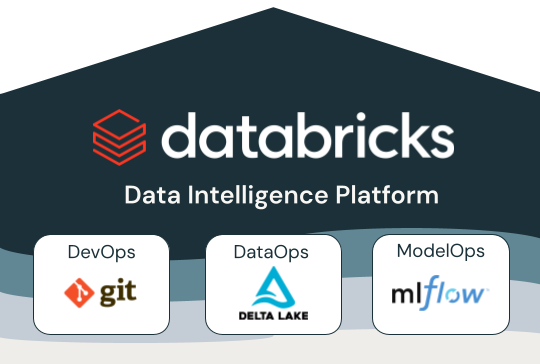 databricks
Data Intelligence Platform
DevOps
git
DataOps
DELTA LAKE
ModelOps
mlflow